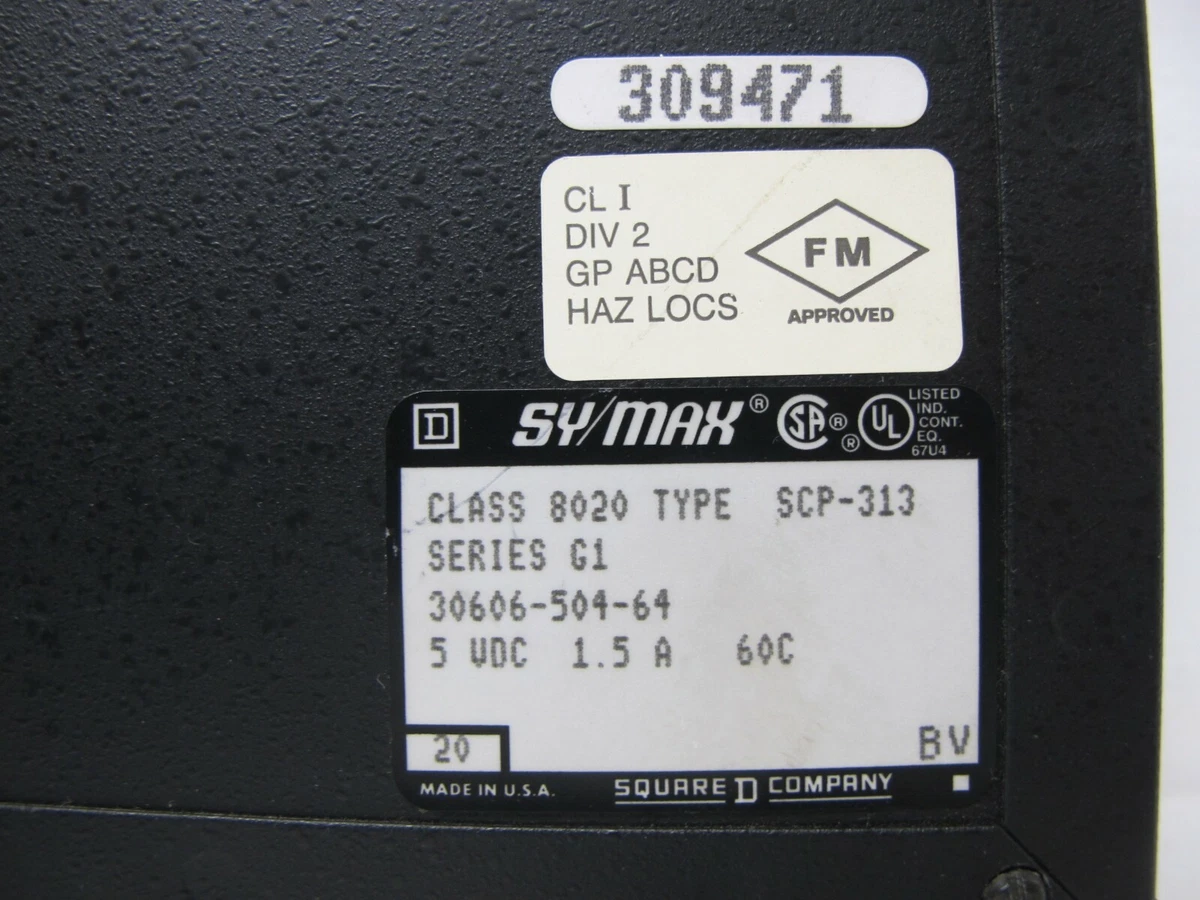 309471
CL I
DIV 2
GP ABCD
HAZ LOCS
FM
APPROVED
D SY/MAX® SA® ®UL LISTED
IND.
CONT.
EQ.
67U4
CLASS 8020 TYPE SCP-313
SERIES G1
30606-504-64
5 VDC 1.5 A 60C
20
BV
MADE IN U.S.A. SQUARE D COMPANY